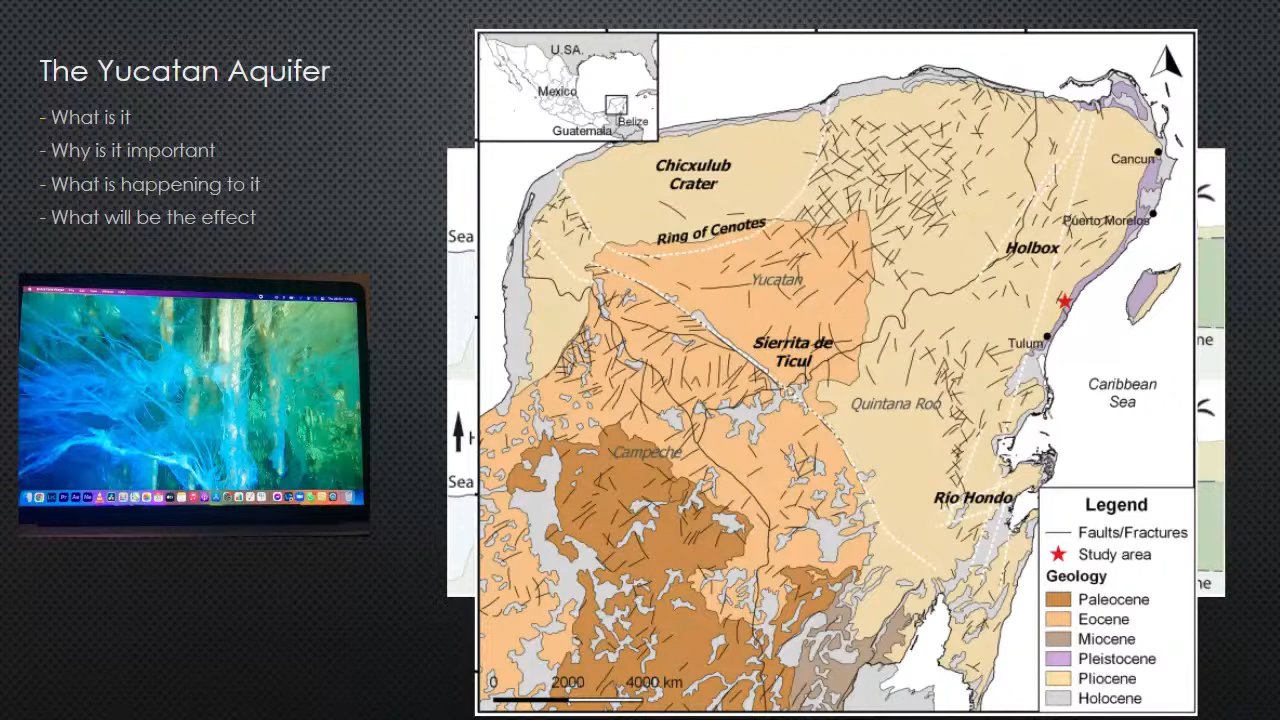 The Yucatan Aquifer
- What is it
- Why is it important
- What is happening to it
- What will be the effect
U.S.A.
Mexico
Belize
Guatemala
Chicxulub
Crater
Ring of Cenotes
Yucatan
Holbox
Cancun
Puerto Morelos
Sierrita de
Ticul
Tulum
Quintana Roo
Caribbean
Sea
Campeche
Rio Hondo
Sea
Sea
Legend
Faults/Fractures
Study area
Geology
Paleocene
Eocene
Miocene
Pleistocene
Pliocene
Holocene
0 2000 4000 km